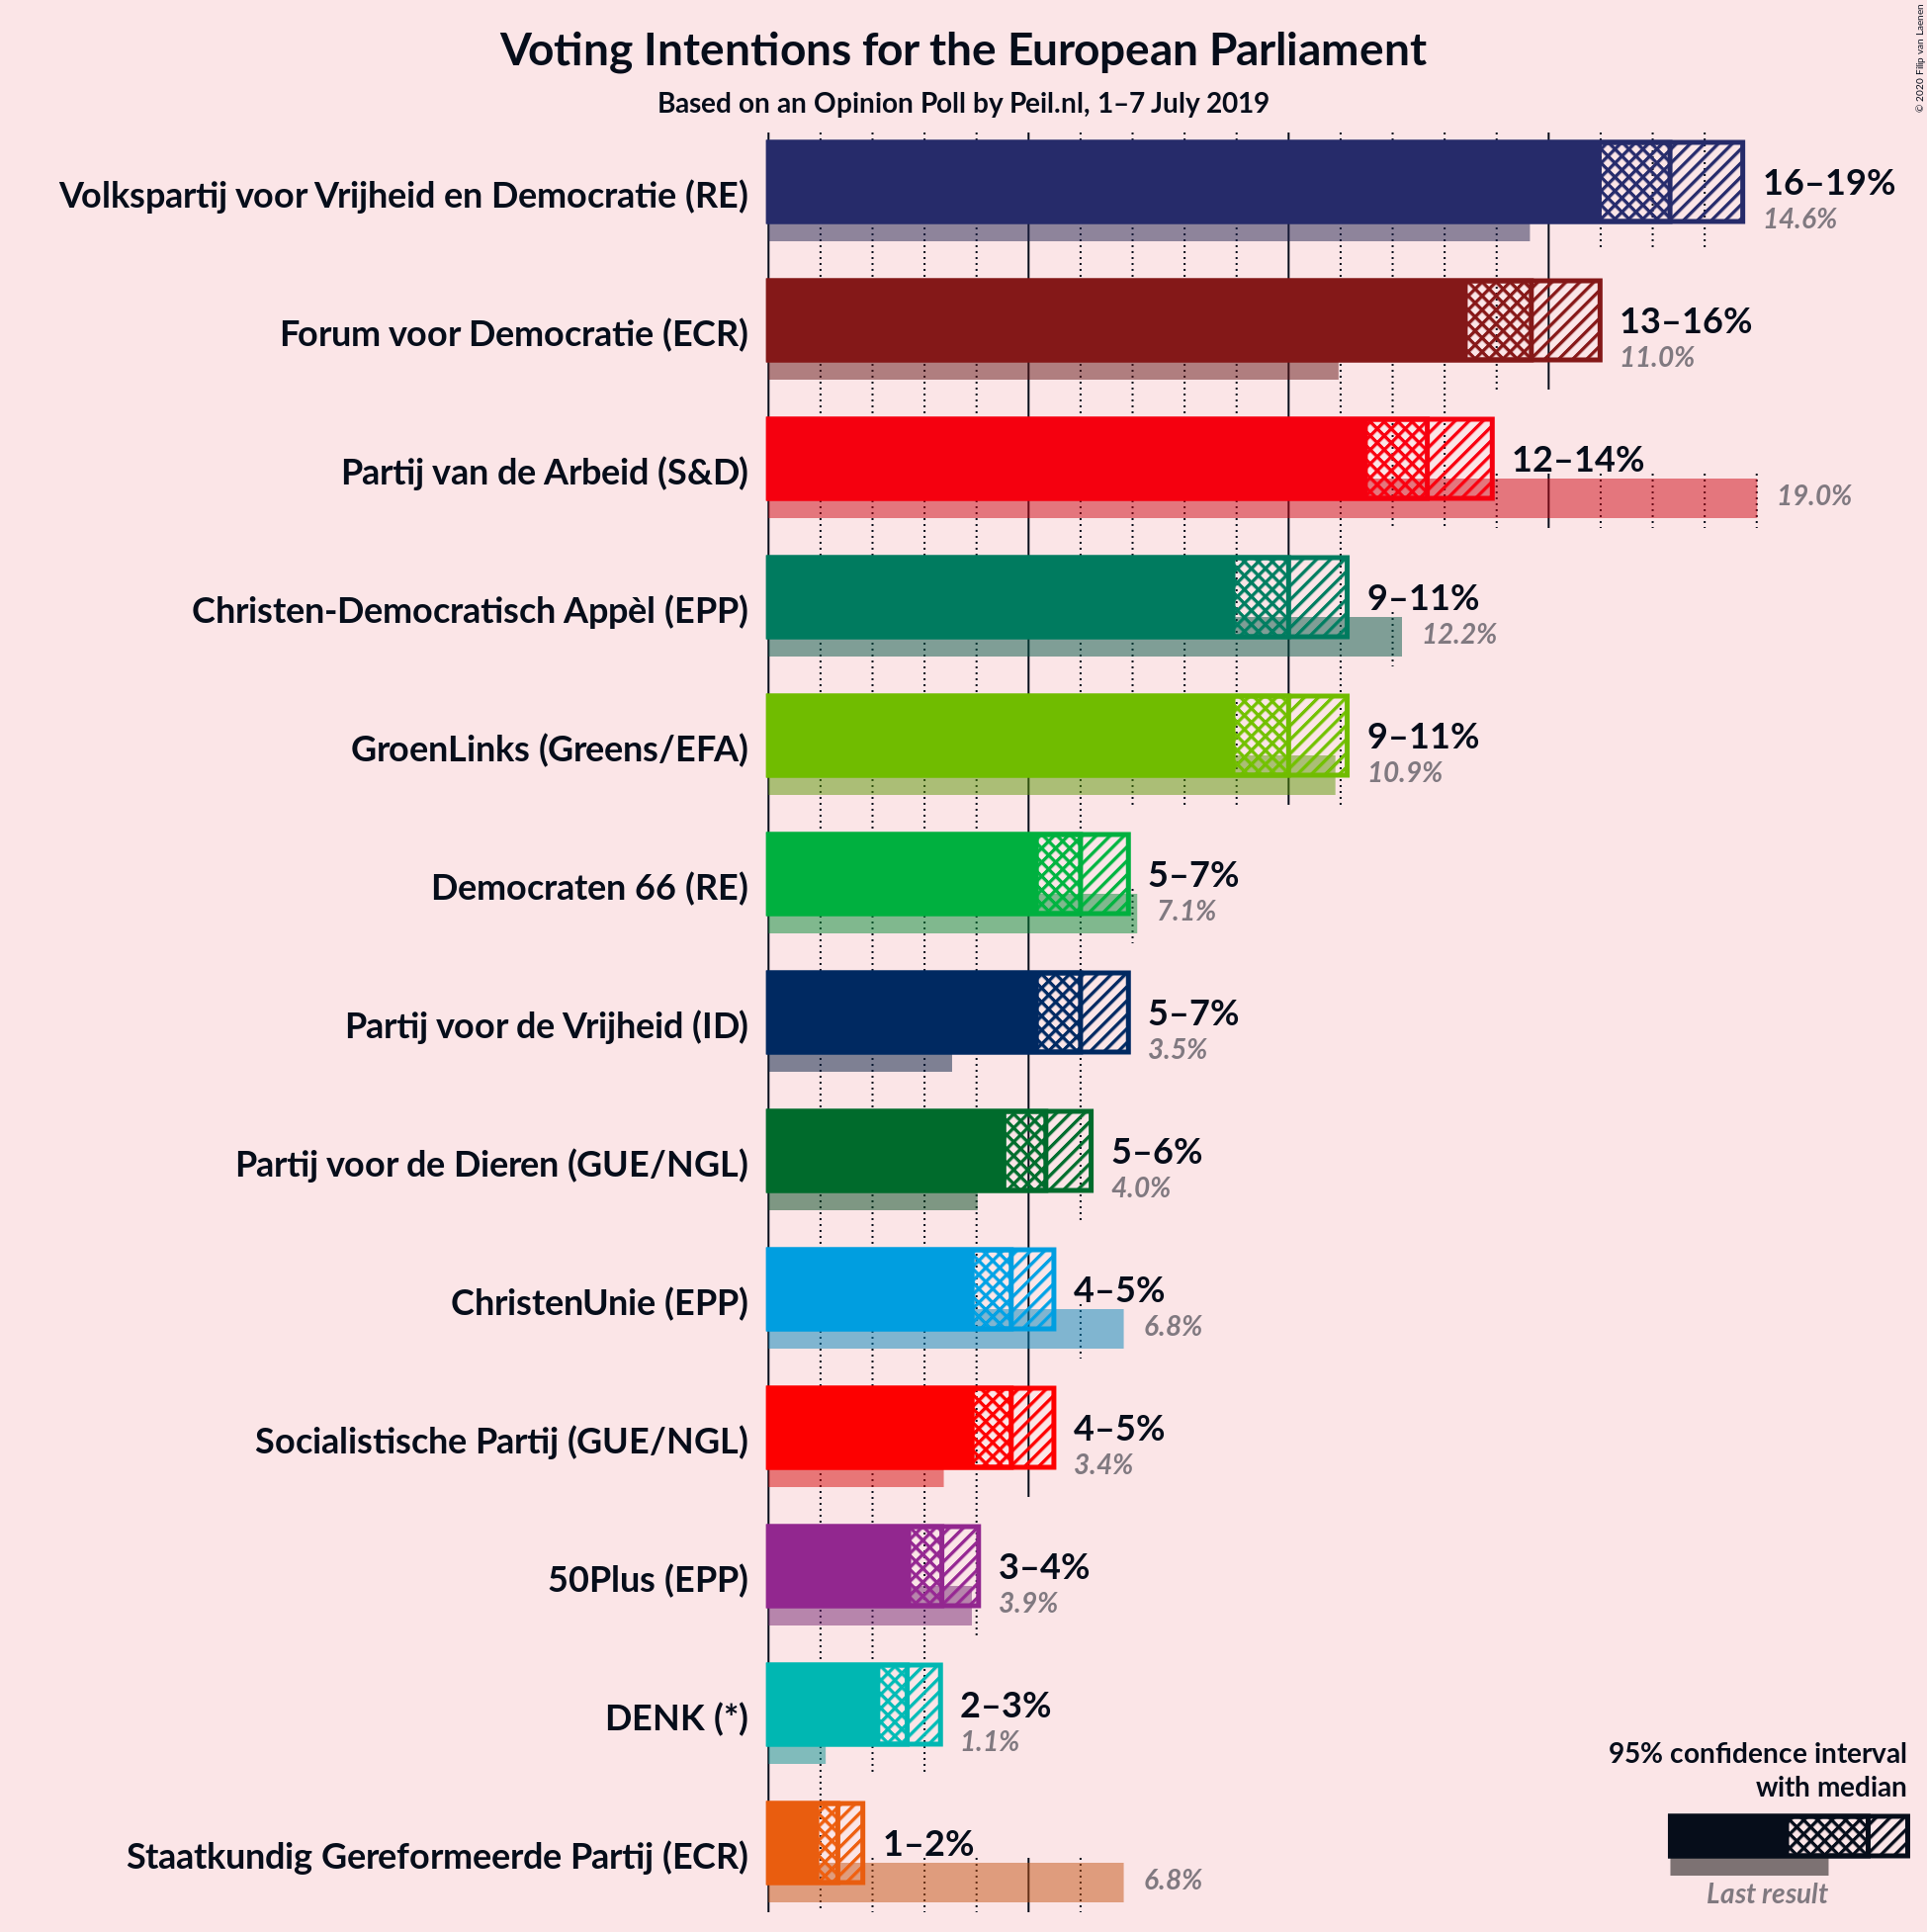 Voting Intentions for the European Parliament
Based on an Opinion Poll by Peil.nl, 1–7 July 2019
© 2020 Filip van Laenen
Volkspartij voor Vrijheid en Democratie (RE)
16–19%
14.6%
Forum voor Democratie (ECR)
13–16%
11.0%
Partij van de Arbeid (S&D)
12–14%
19.0%
Christen-Democratisch Appèl (EPP)
9–11%
12.2%
GroenLinks (Greens/EFA)
9–11%
10.9%
Democraten 66 (RE)
5–7%
7.1%
Partij voor de Vrijheid (ID)
5–7%
3.5%
Partij voor de Dieren (GUE/NGL)
5–6%
4.0%
ChristenUnie (EPP)
4–5%
6.8%
Socialistische Partij (GUE/NGL)
4–5%
3.4%
50Plus (EPP)
3–4%
3.9%
DENK (*)
2–3%
1.1%
Staatkundig Gereformeerde Partij (ECR)
1–2%
6.8%
95% confidence interval
with median
Last result